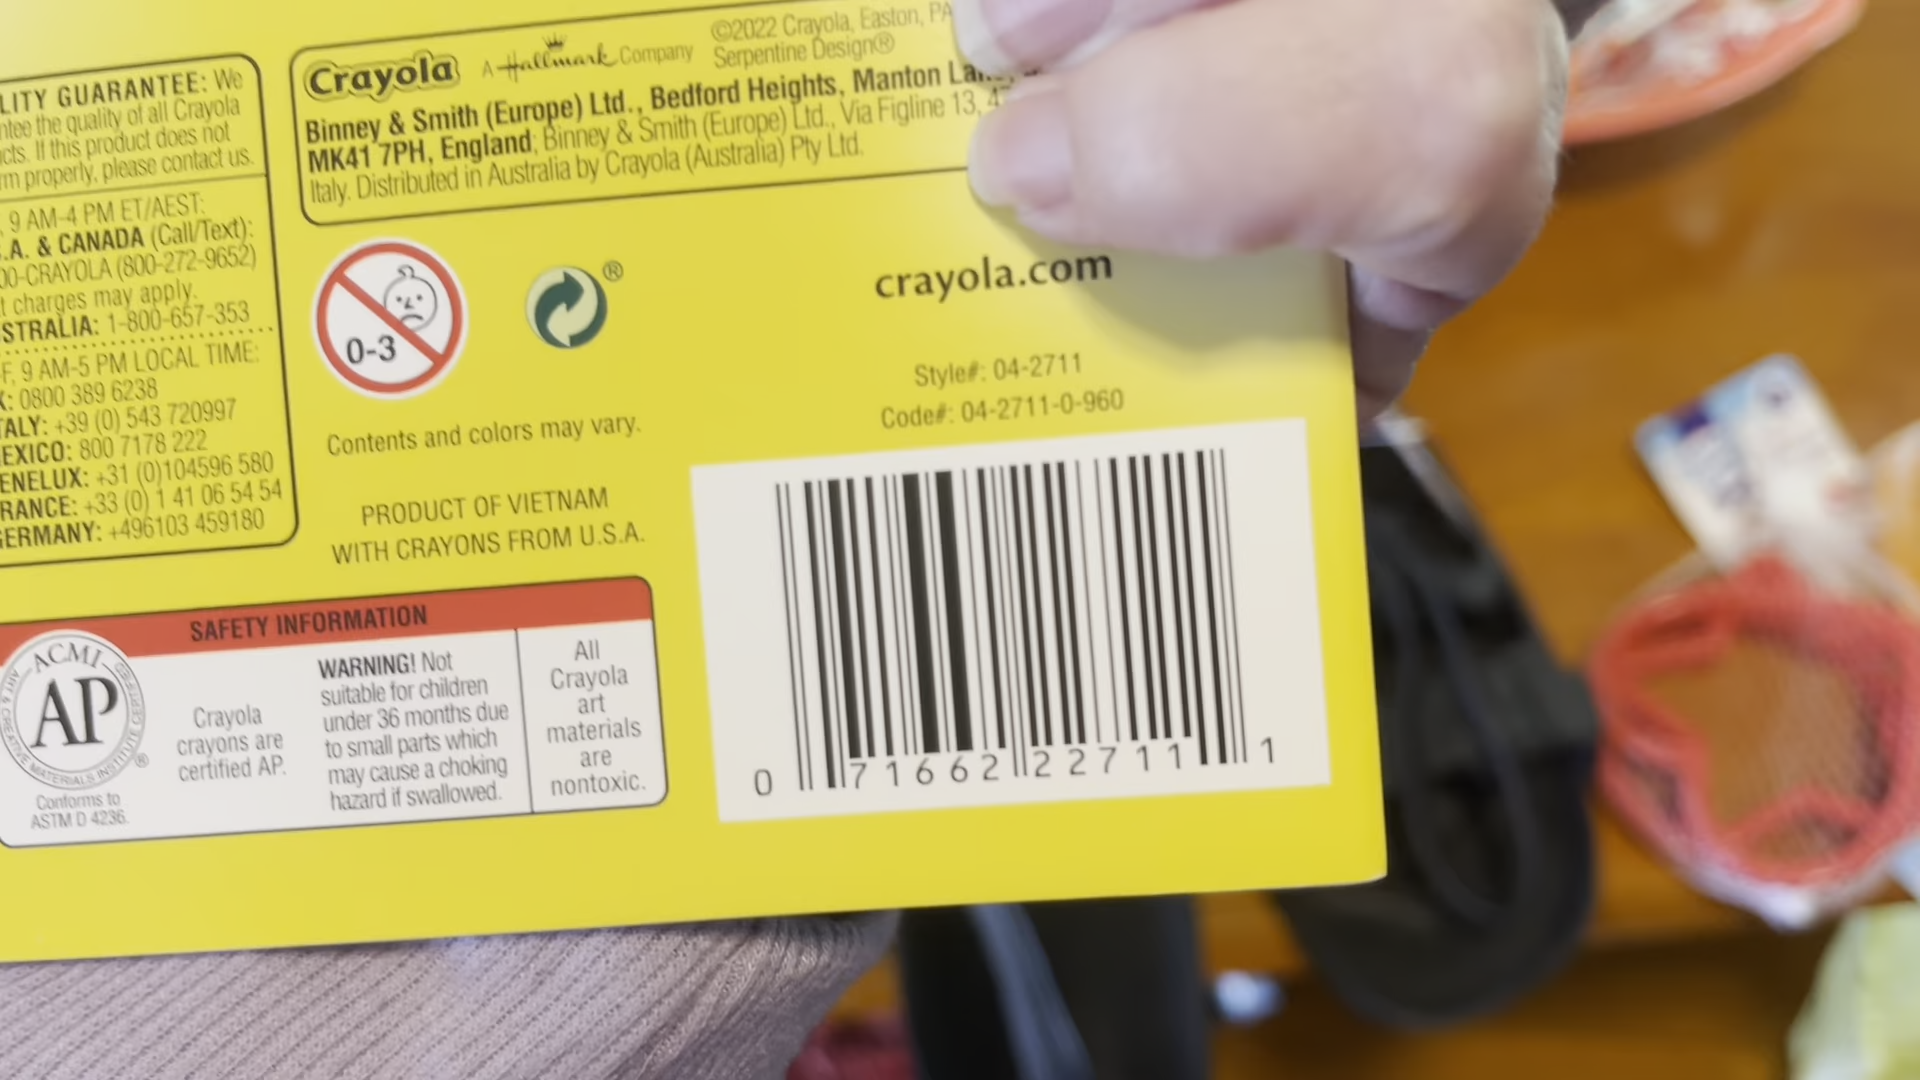 LITY GUARANTEE: We
ntee the quality of all Crayola
cts. If this product does not
rm properly, please contact us.
, 9 AM-4 PM ET/AEST:
.A. & CANADA (Call/Text):
00-CRAYOLA (800-272-9652)
t charges may apply.
STRALIA: 1-800-657-353
F, 9 AM-5 PM LOCAL TIME:
K: 0800 389 6238
TALY: +39 (0) 543 720997
EXICO: 800 7178 222
ENELUX: +31 (0)104596 580
RANCE: +33 (0) 1 41 06 54 54
GERMANY: +496103 459180
Crayola A Hallmark Company
©2022 Crayola, Easton, PA
Serpentine Design®
Binney & Smith (Europe) Ltd., Bedford Heights, Manton
MK41 7PH, England; Binney & Smith (Europe) Ltd., Via Figline 13,
Italy. Distributed in Australia by Crayola (Australia) Pty Ltd.
0-3
®
crayola.com
Style#: 04-2711
Code#: 04-2711-0-960
Contents and colors may vary.
PRODUCT OF VIETNAM
WITH CRAYONS FROM U.S.A.
SAFETY INFORMATION
ACMI
AP
ART & CREATIVE MATERIALS INSTITUTE CERTIFIED
®
Conforms to
ASTM D 4236.
Crayola
crayons are
certified AP.
WARNING! Not
suitable for children
under 36 months due
to small parts which
may cause a choking
hazard if swallowed.
All
Crayola
art
materials
are
nontoxic.
0 71662 22711 1